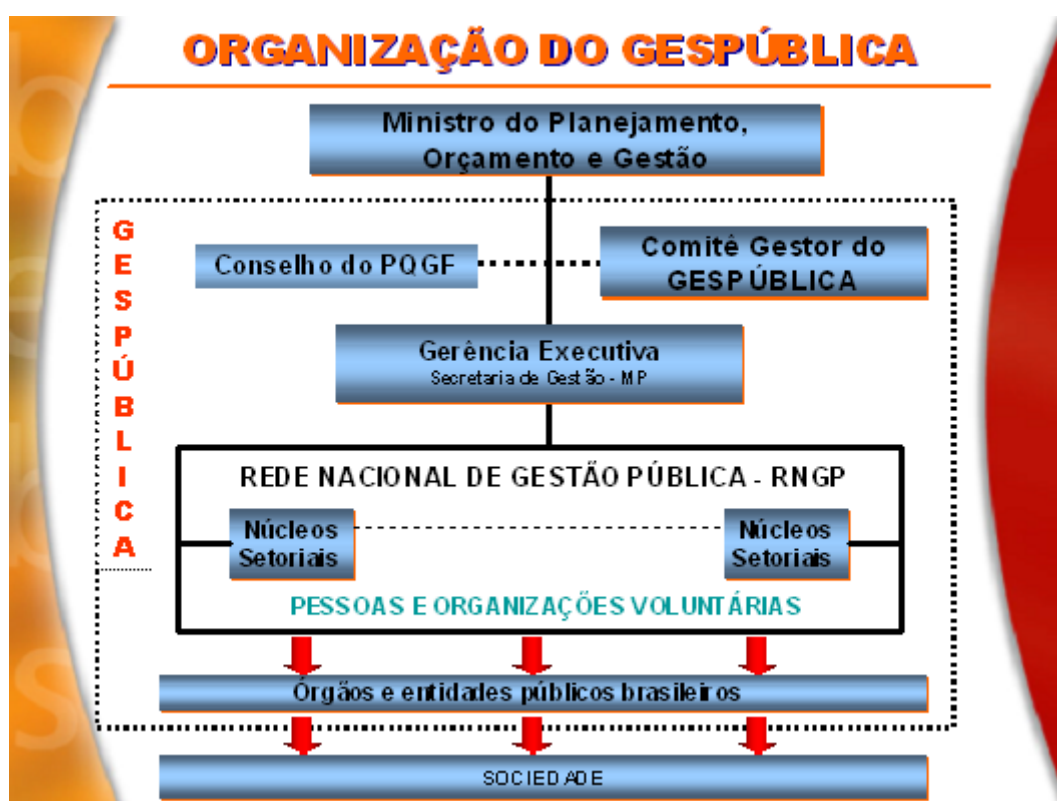 ORGANIZAÇÃO DO GESPÚBLICA
Ministro do Planejamento,
Orçamento e Gestão
GESPÚBLICA
Conselho do PQGF
Comitê Gestor do
GESPÚBLICA
Gerência Executiva
Secretaria de Gestão - MP
REDE NACIONAL DE GESTÃO PÚBLICA - RNGP
Núcleos
Setoriais
Núcleos
Setoriais
PESSOAS E ORGANIZAÇÕES VOLUNTÁRIAS
Órgãos e entidades públicos brasileiros
SOCIEDADE